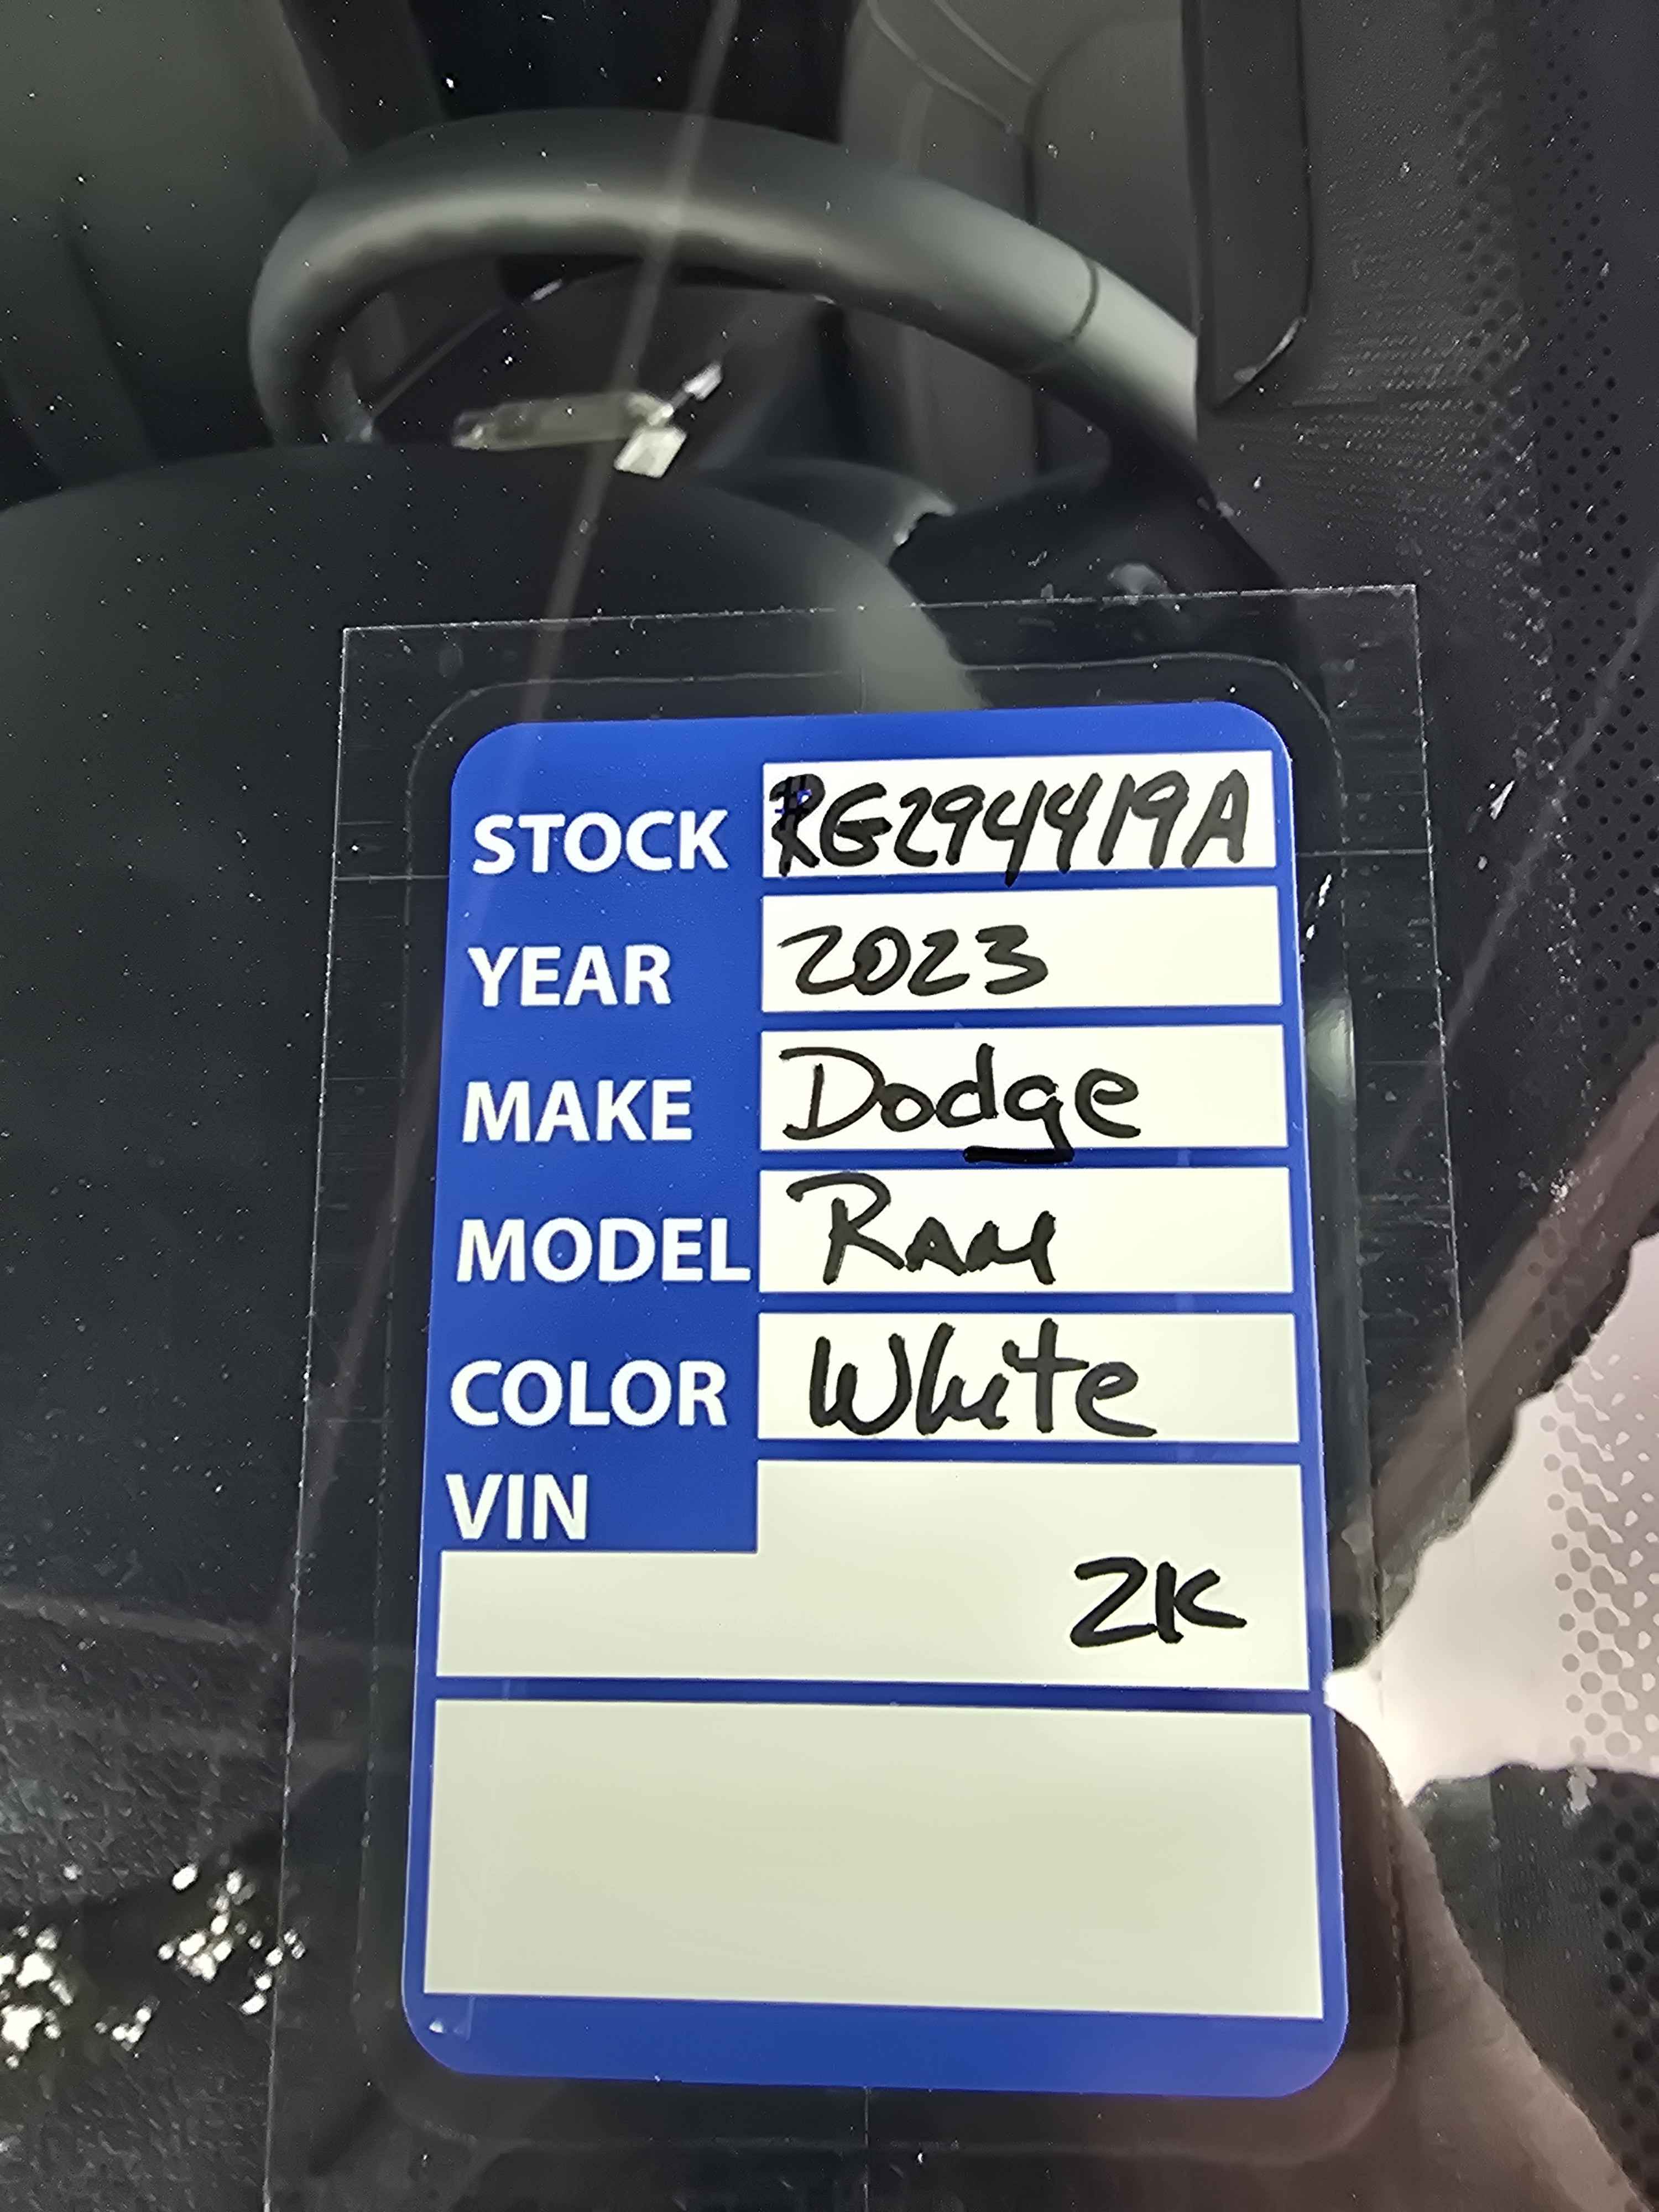 STOCK RG294419A
YEAR 2023
MAKE Dodge
MODEL RAM
COLOR White
VIN
2K